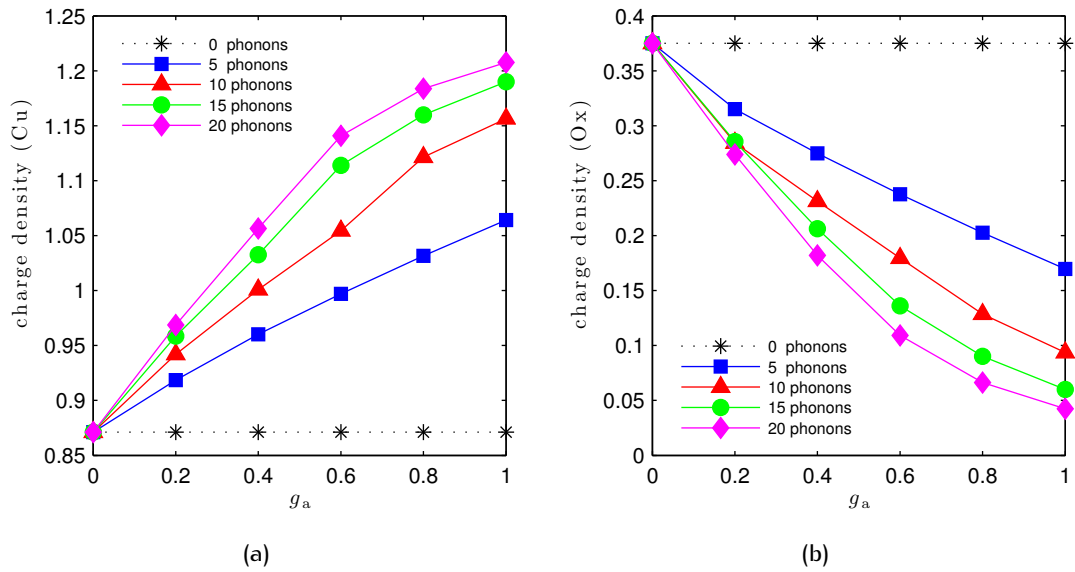 1.25
1.2
1.15
1.1
1.05
1
0.95
0.9
0.85
charge density (Cu)
0 phonons
5 phonons
10 phonons
15 phonons
20 phonons
0 0.2 0.4 0.6 0.8 1
g_a
(a)
0.4
0.35
0.3
0.25
0.2
0.15
0.1
0.05
0
charge density (Ox)
0 phonons
5 phonons
10 phonons
15 phonons
20 phonons
0 0.2 0.4 0.6 0.8 1
g_a
(b)